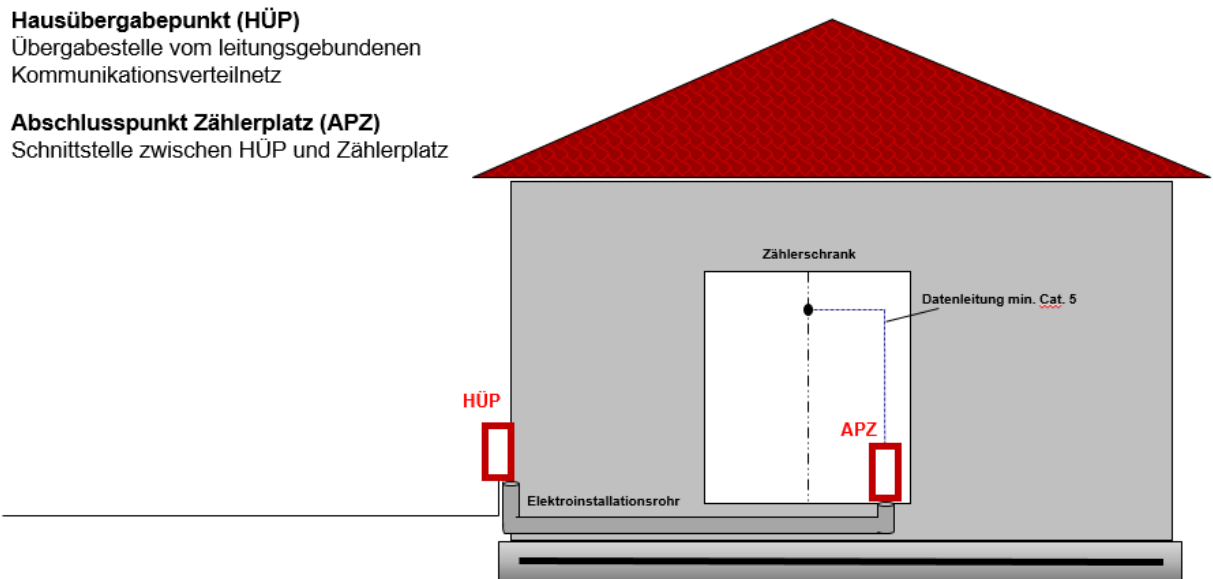 Hausübergabepunkt (HÜP)
Übergabestelle vom leitungsgebundenen
Kommunikationsverteilnetz
Abschlusspunkt Zählerplatz (APZ)
Schnittstelle zwischen HÜP und Zählerplatz
Zählerschrank
Datenleitung min. Cat. 5
HÜP
APZ
Elektroinstallationsrohr